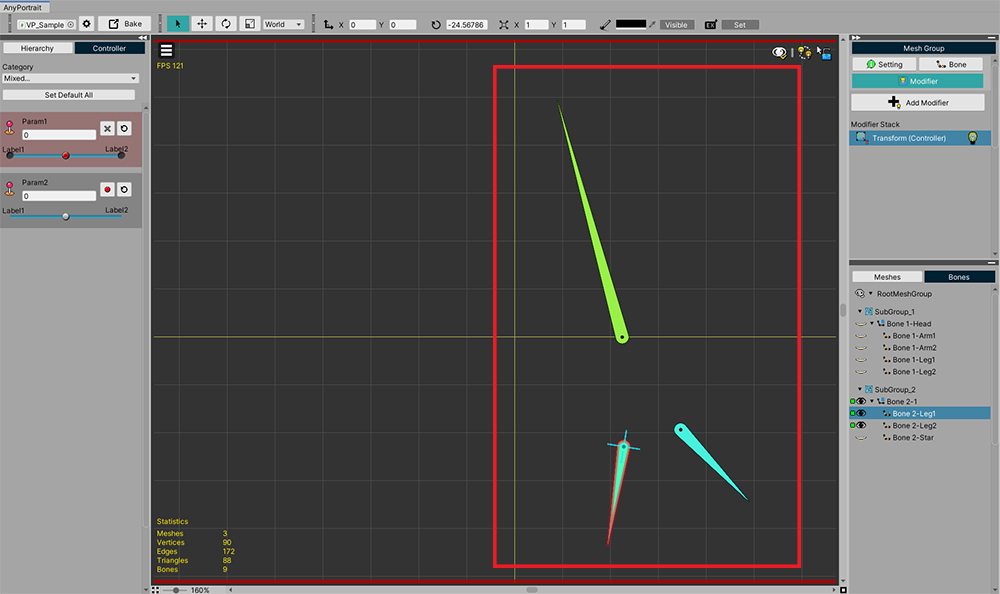 AnyPortrait
VP_Sample
Bake
World
X 0 Y 0
-24.56786
X 1 Y 1
Visible
EX
Set
Hierarchy
Controller
Category
Mixed...
Set Default All
Param1
0
Label1
Label2
Param2
0
Label1
Label2
FPS 121
Statistics
Meshes 3
Vertices 90
Edges 172
Triangles 88
Bones 9
160%
Mesh Group
Setting
Bone
Modifier
Add Modifier
Modifier Stack
Transform (Controller)
Meshes
Bones
RootMeshGroup
SubGroup_1
Bone 1-Head
Bone 1-Arm1
Bone 1-Arm2
Bone 1-Leg1
Bone 1-Leg2
SubGroup_2
Bone 2-1
Bone 2-Leg1
Bone 2-Leg2
Bone 2-Star